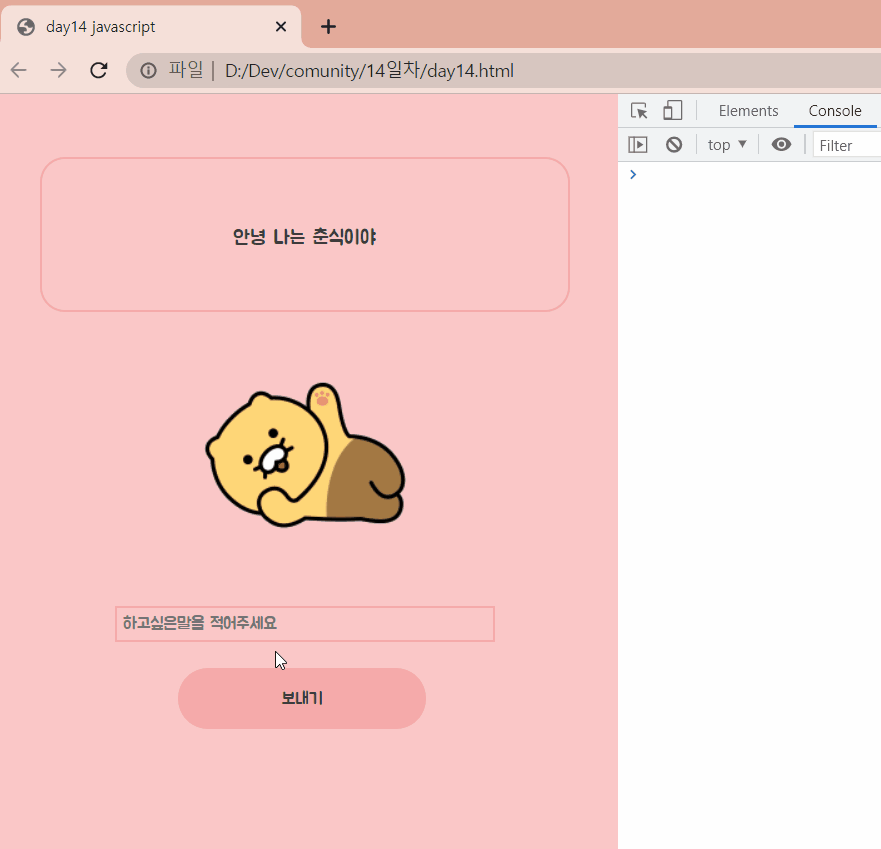 day14 javascript
파일 | D:/Dev/comunity/14일차/day14.html
Elements Console
top Filter
안녕 나는 춘식이야
하고싶은말을 적어주세요
보내기